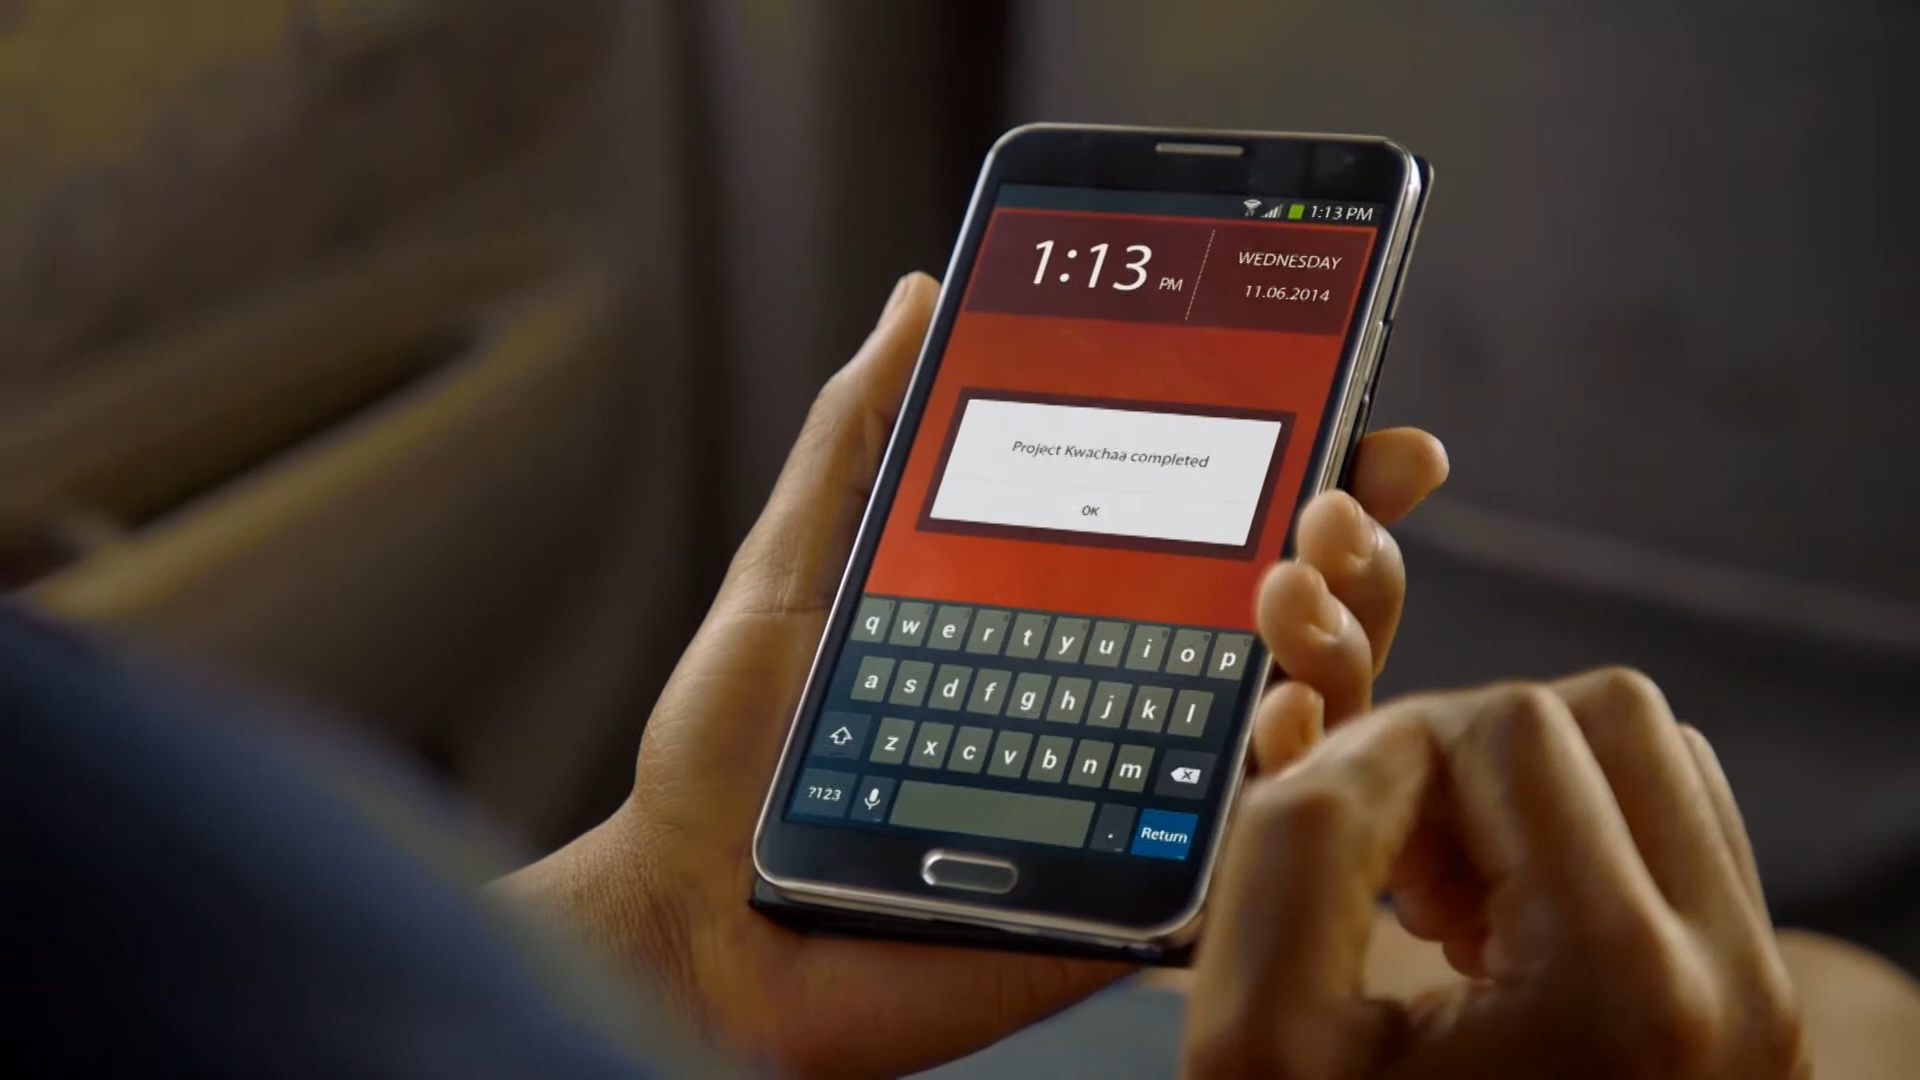 1:13 PM
1:13 PM
WEDNESDAY
11.06.2014
Project Kwachaa completed
OK
q w e r t y u i o p
a s d f g h j k l
z x c v b n m
?123 . Return